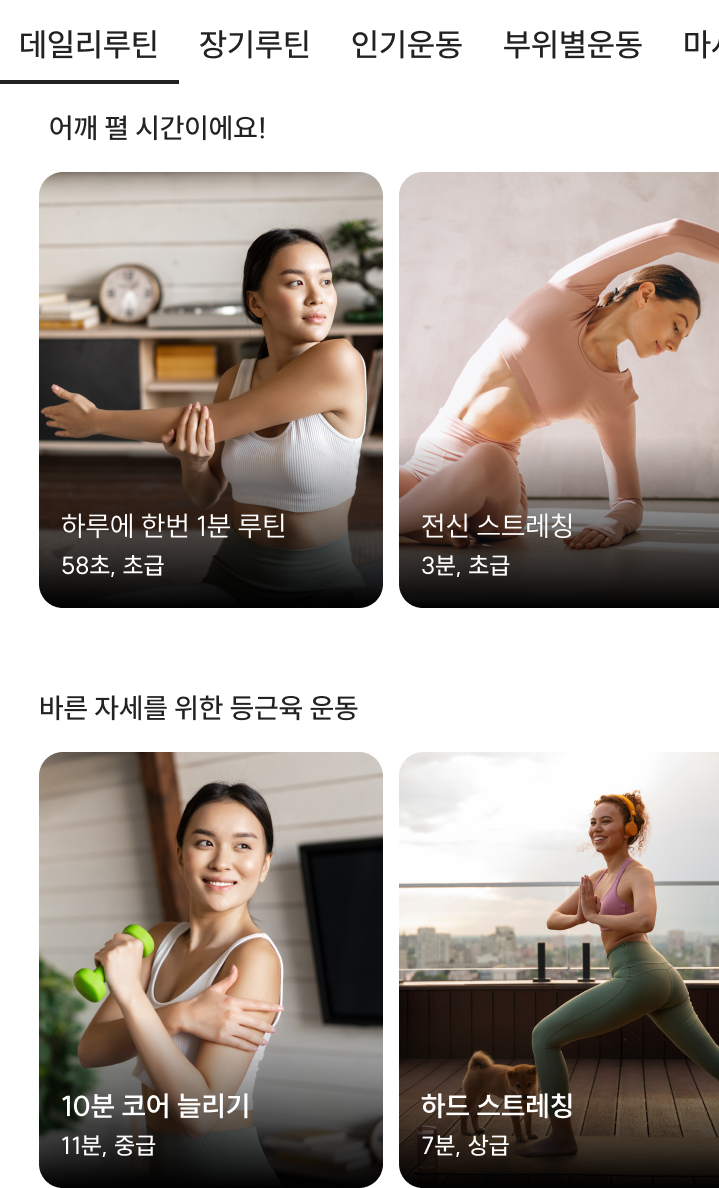 데일리루틴 장기루틴 인기운동 부위별운동
어깨 펼 시간이에요!
하루에 한번 1분 루틴
58초, 초급
전신 스트레칭
3분, 초급
바른 자세를 위한 등근육 운동
10분 코어 늘리기
11분, 중급
하드 스트레칭
7분, 상급